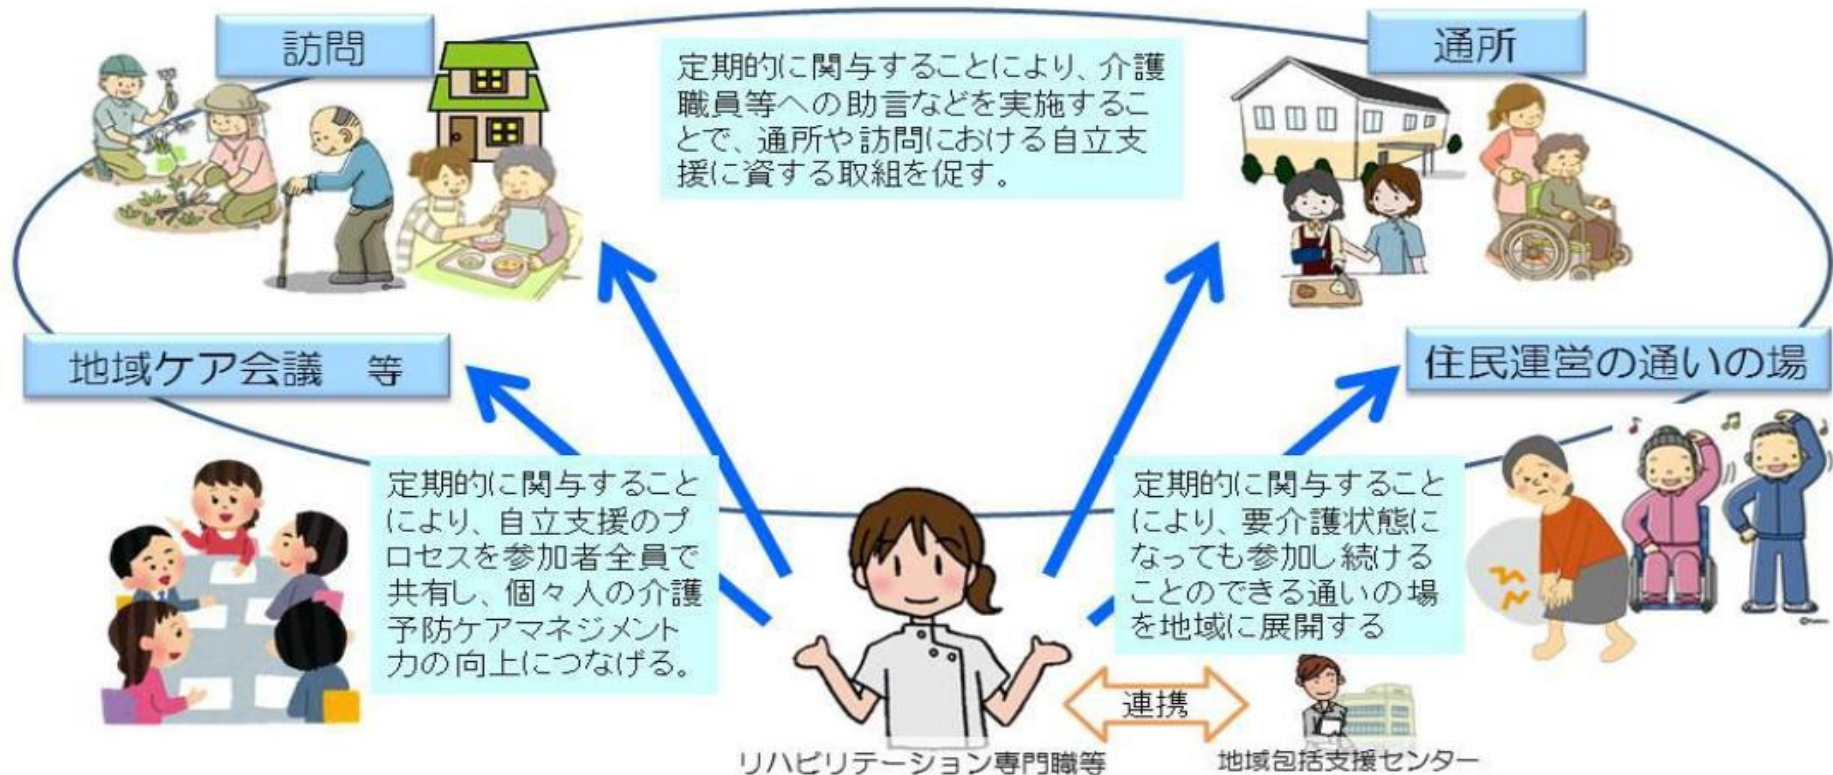 訪問
通所
定期的に関与することにより、介護
職員等への助言などを実施するこ
とで、通所や訪問における自立支
援に資する取組を促す。
地域ケア会議　等
住民運営の通いの場
定期的に関与すること
により、自立支援のプ
ロセスを参加者全員で
共有し、個々人の介護
予防ケアマネジメント
力の向上につなげる。
定期的に関与すること
により、要介護状態に
なっても参加し続ける
ことのできる通いの場
を地域に展開する
連携
リハビリテーション専門職等
地域包括支援センター